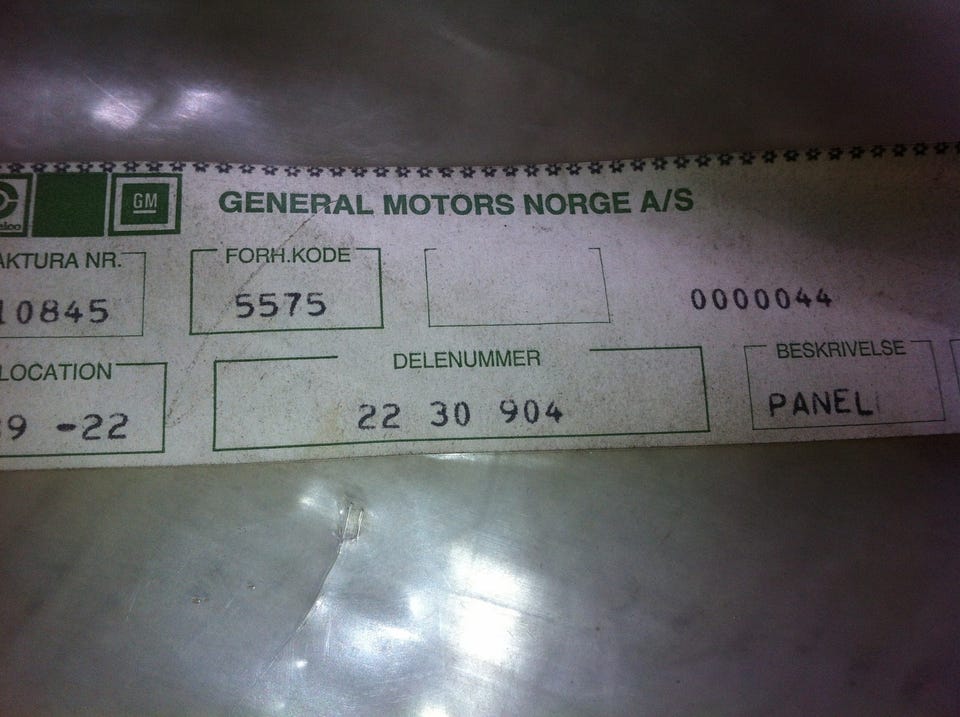 GM
GENERAL MOTORS NORGE A/S
AKTURA NR.
10845
FORH.KODE
5575
0000044
LOCATION
9 -22
DELENUMMER
22 30 904
BESKRIVELSE
PANEL